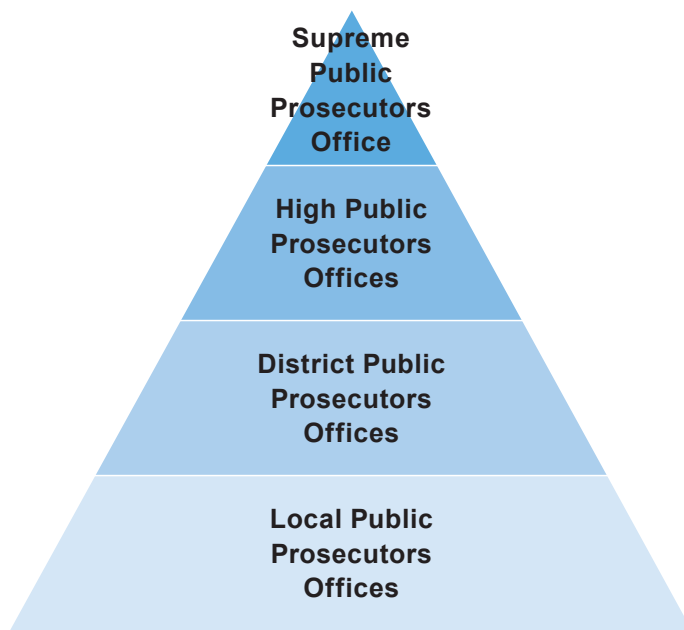 Supreme
Public
Prosecutors
Office
High Public
Prosecutors
Offices
District Public
Prosecutors
Offices
Local Public
Prosecutors
Offices